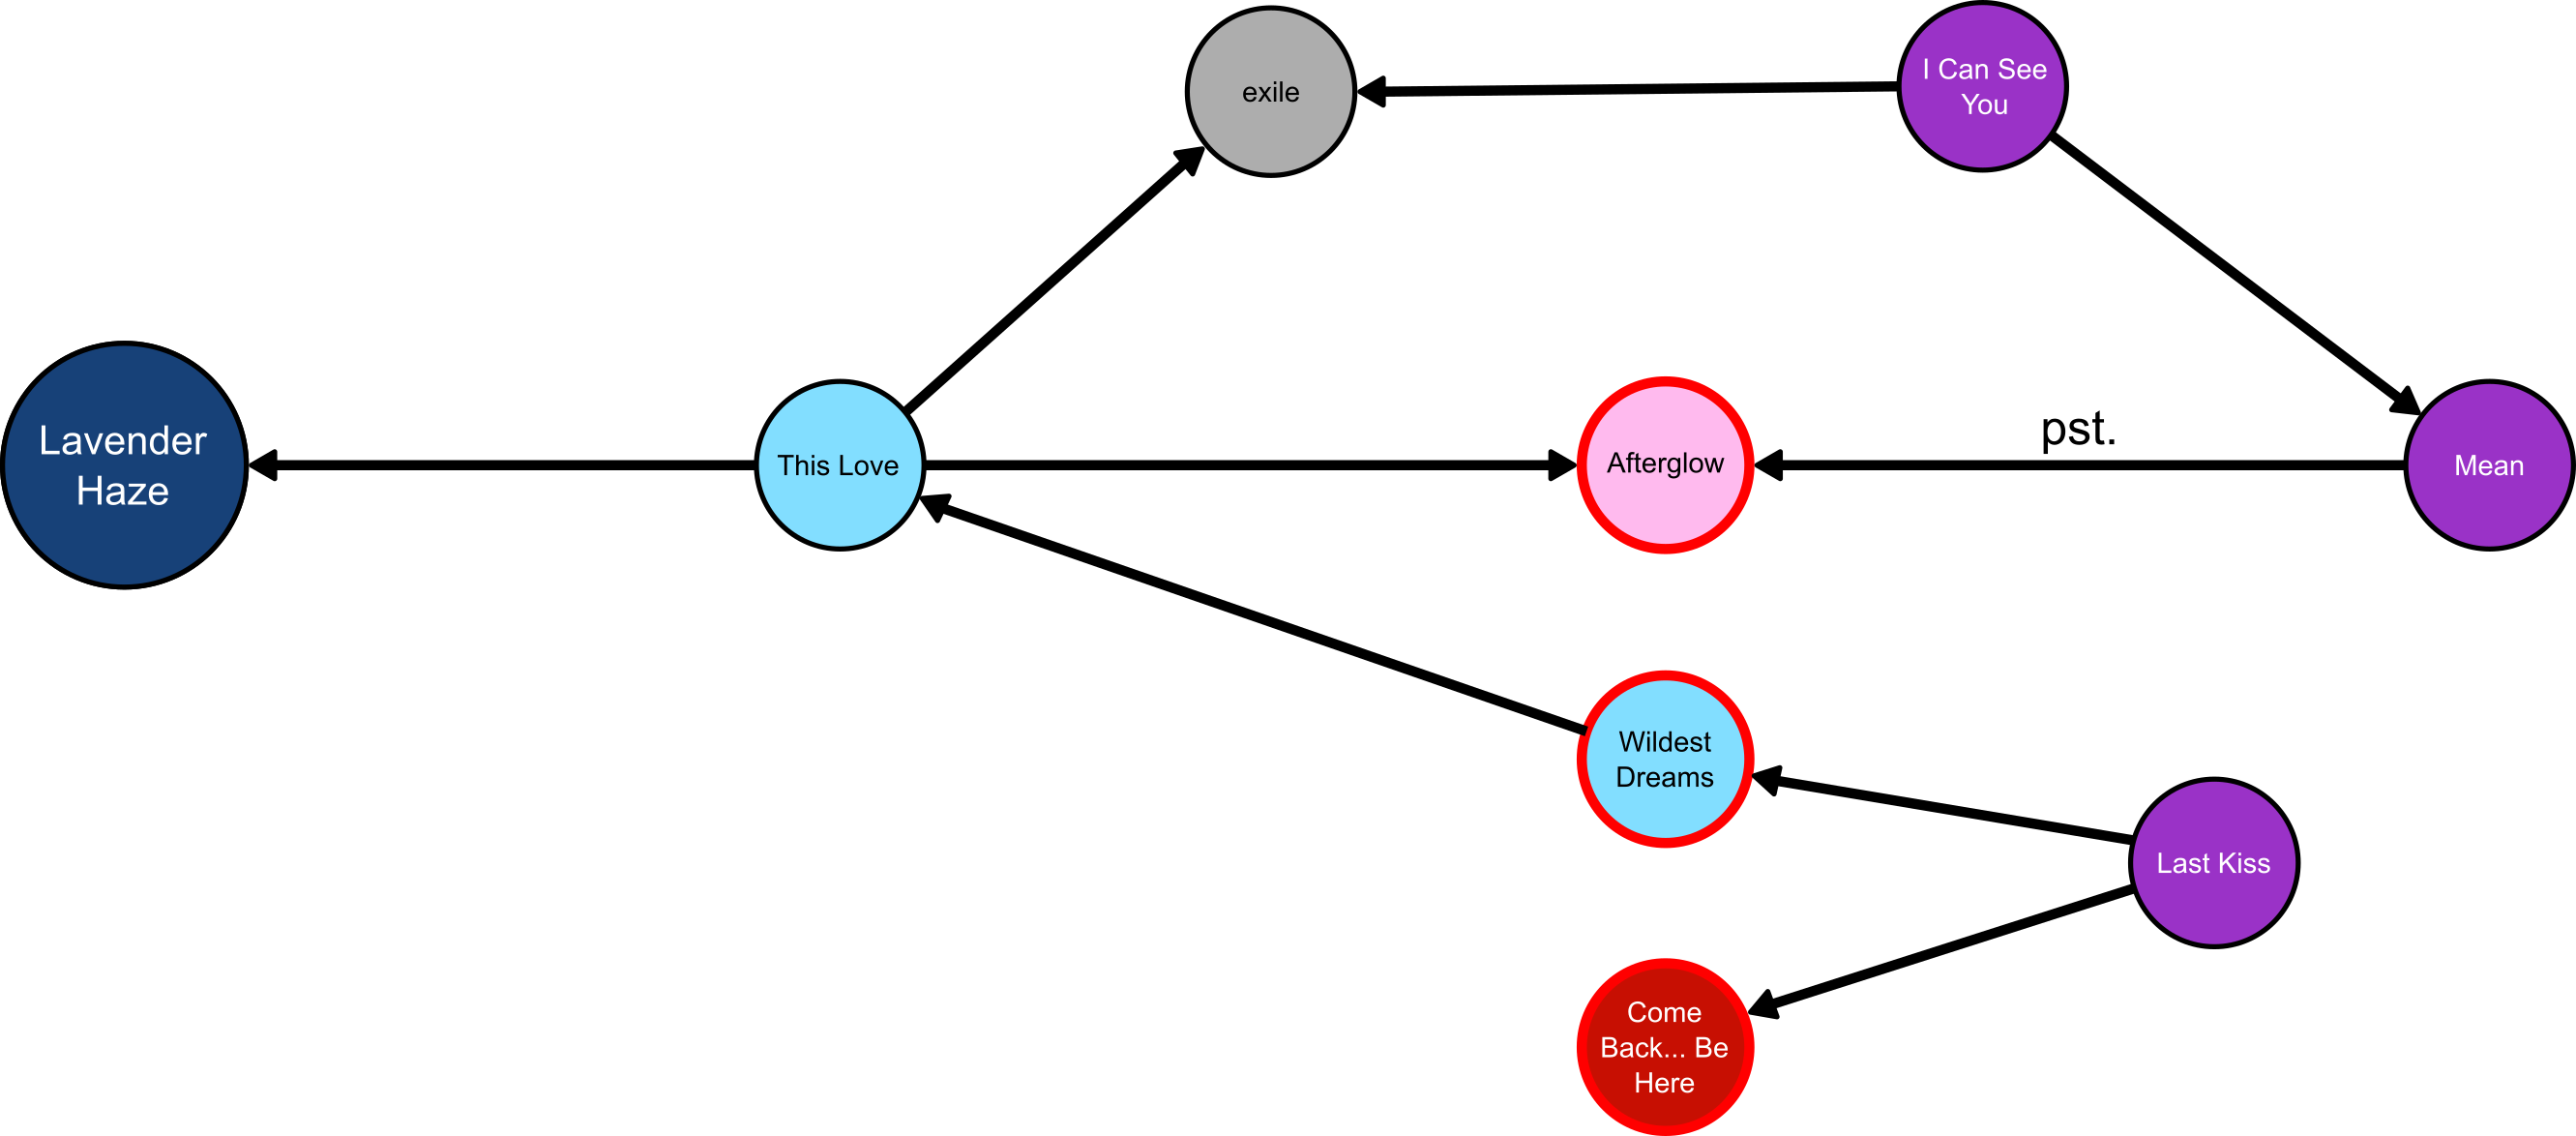 exile
I Can See
You
Lavender
Haze
This Love
Afterglow
pst.
Mean
Wildest
Dreams
Last Kiss
Come
Back... Be
Here